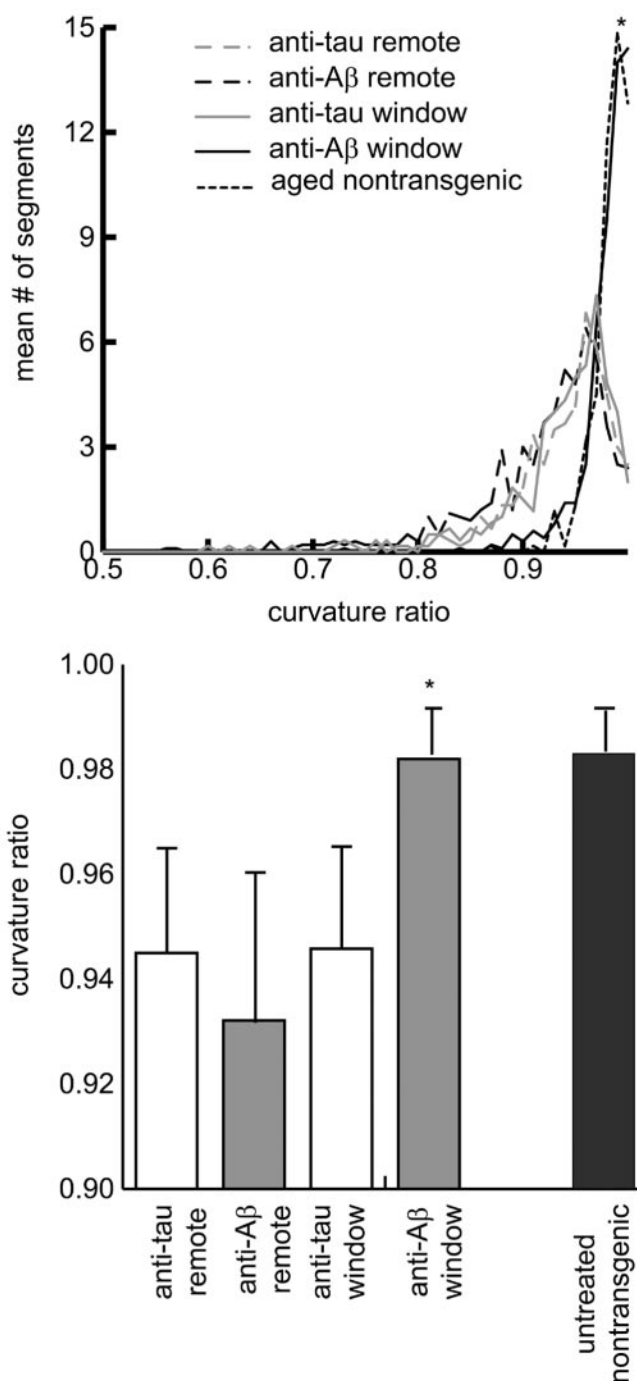 15
12
9
6
3
0
mean # of segments
*
anti-tau remote
anti-Aβ remote
anti-tau window
anti-Aβ window
aged nontransgenic
0.5 0.6 0.7 0.8 0.9
curvature ratio
1.00
0.98
0.96
0.94
0.92
0.90
curvature ratio
*
anti-tau
remote
anti-Aβ
remote
anti-tau
window
anti-Aβ
window
untreated
nontransgenic